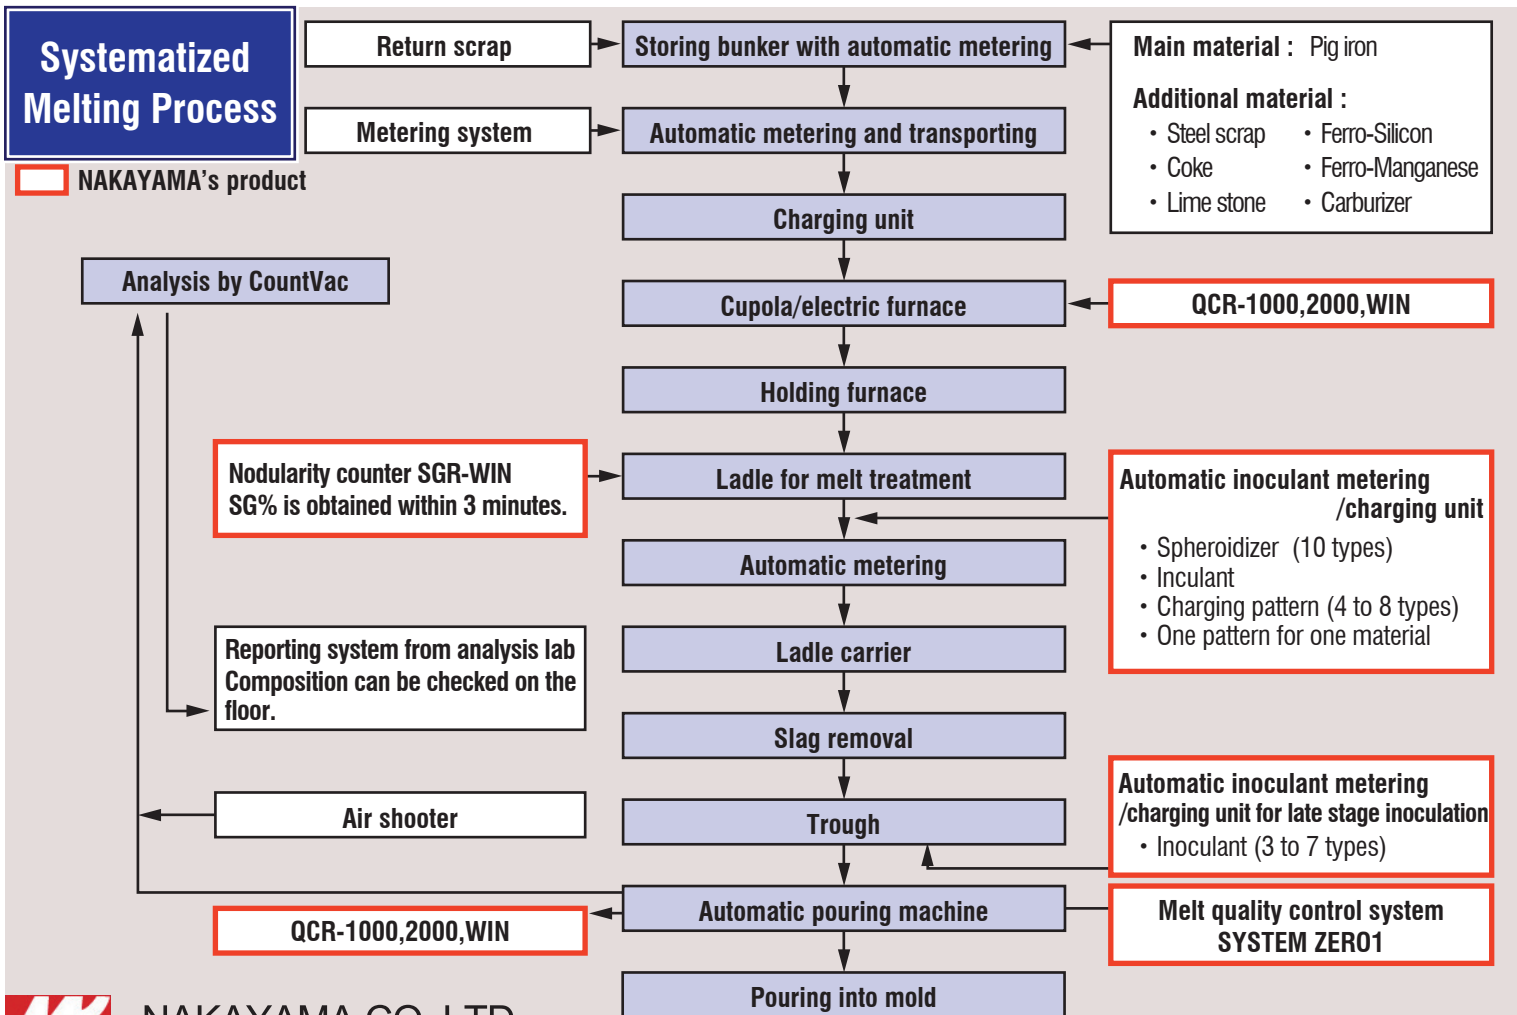 Systematized
Melting Process
NAKAYAMA's product
Return scrap
Storing bunker with automatic metering
Main material : Pig iron
Additional material :
・ Steel scrap ・ Ferro-Silicon
・ Coke ・ Ferro-Manganese
・ Lime stone ・ Carburizer
Metering system
Automatic metering and transporting
Charging unit
Analysis by CountVac
Cupola/electric furnace
QCR-1000,2000,WIN
Holding furnace
Nodularity counter SGR-WIN
SG% is obtained within 3 minutes.
Ladle for melt treatment
Automatic inoculant metering
/charging unit
・ Spheroidizer (10 types)
・ Inculant
・ Charging pattern (4 to 8 types)
・ One pattern for one material
Automatic metering
Reporting system from analysis lab
Composition can be checked on the
floor.
Ladle carrier
Slag removal
Automatic inoculant metering
/charging unit for late stage inoculation
・ Inoculant (3 to 7 types)
Air shooter
Trough
Automatic pouring machine
QCR-1000,2000,WIN
Melt quality control system
SYSTEM ZERO1
Pouring into mold
NAKAYAMA CO.,LTD.